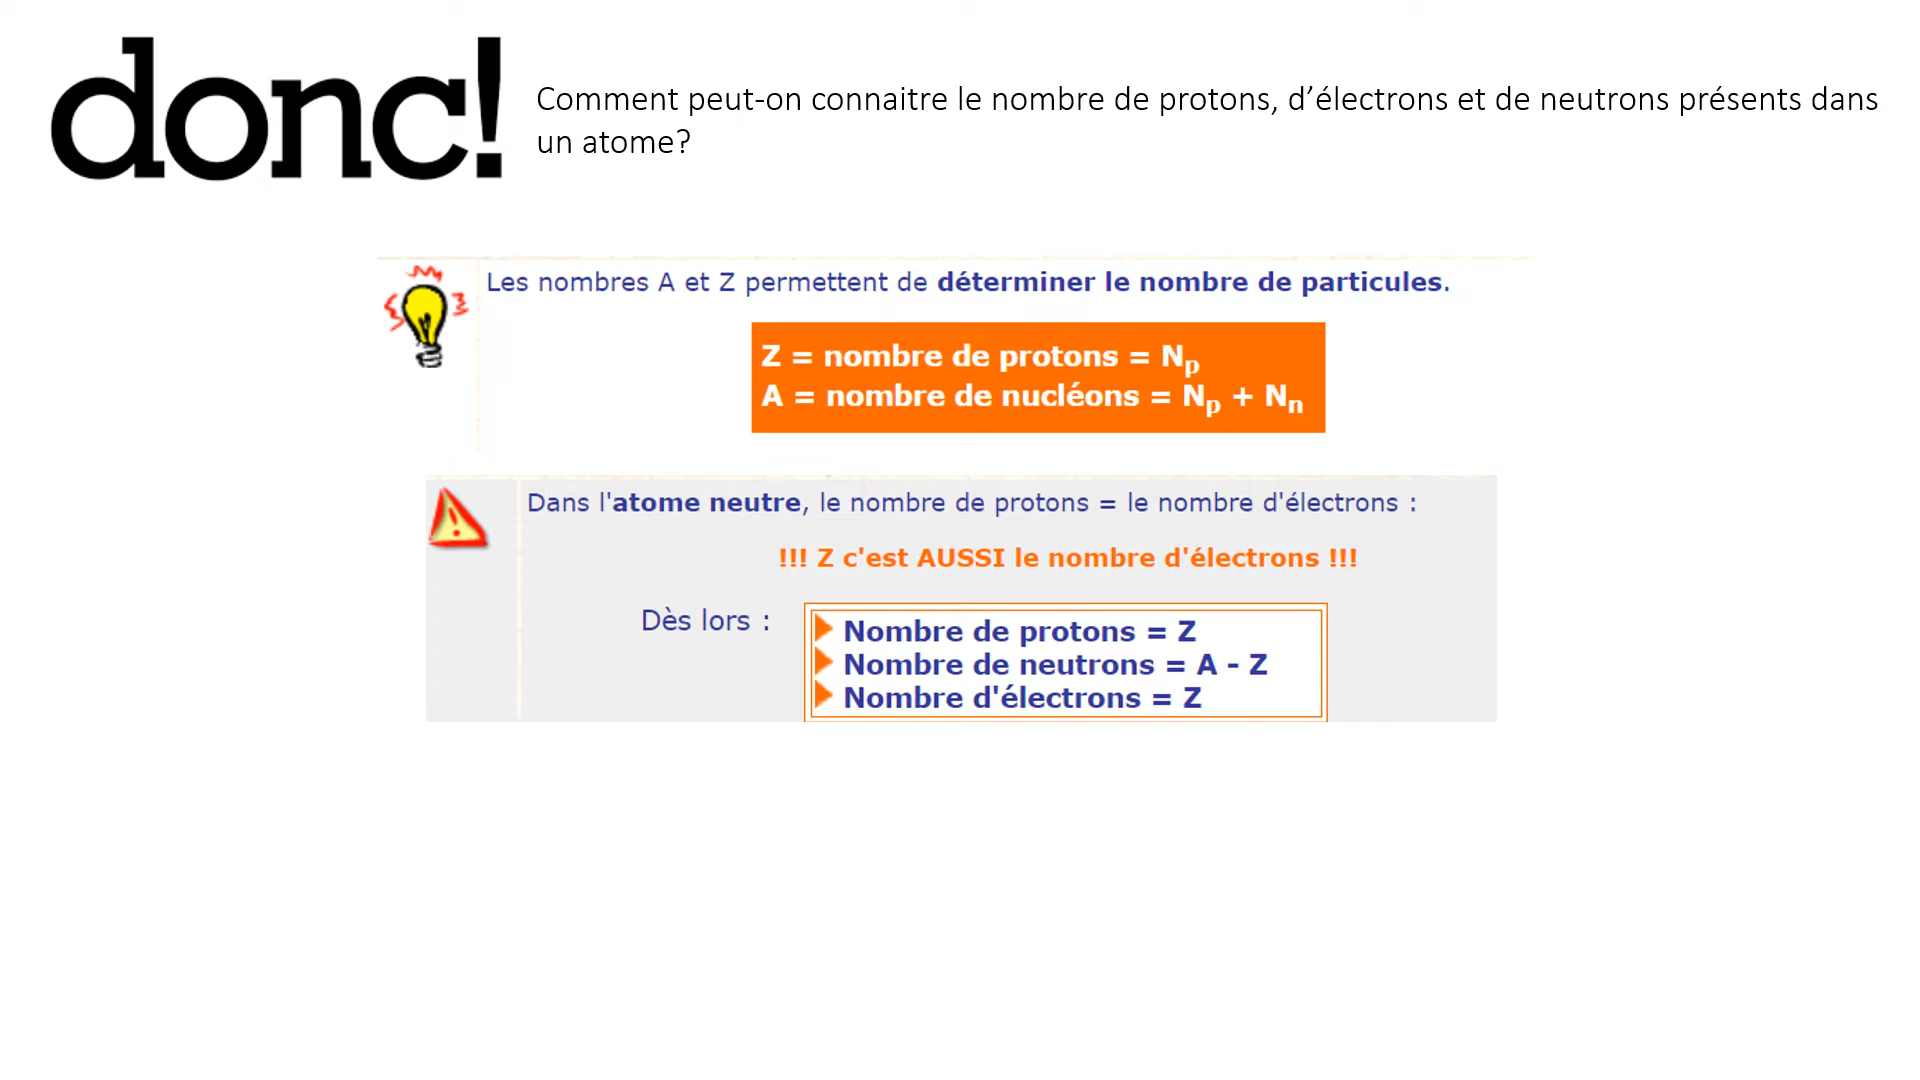 donc!
Comment peut-on connaitre le nombre de protons, d’électrons et de neutrons présents dans
un atome?
Les nombres A et Z permettent de déterminer le nombre de particules.
Z = nombre de protons = Np
A = nombre de nucléons = Np + Nn
Dans l'atome neutre, le nombre de protons = le nombre d'électrons :
!!! Z c'est AUSSI le nombre d'électrons !!!
Dès lors :
Nombre de protons = Z
Nombre de neutrons = A - Z
Nombre d'électrons = Z